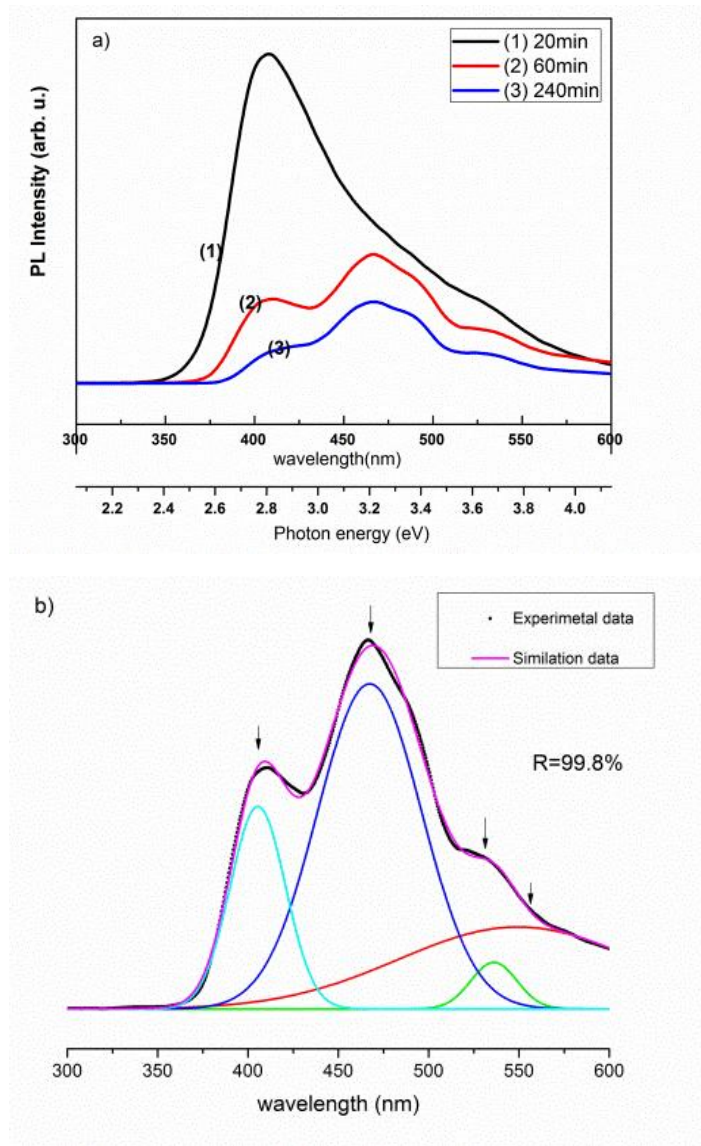 a)
(1) 20min
(2) 60min
(3) 240min
PL Intensity (arb. u.)
(1)
(2)
(3)
300 350 400 450 500 550 600
wavelength(nm)
2.2 2.4 2.6 2.8 3.0 3.2 3.4 3.6 3.8 4.0
Photon energy (eV)
b)
Experimetal data
Similation data
R=99.8%
300 350 400 450 500 550 600
wavelength (nm)